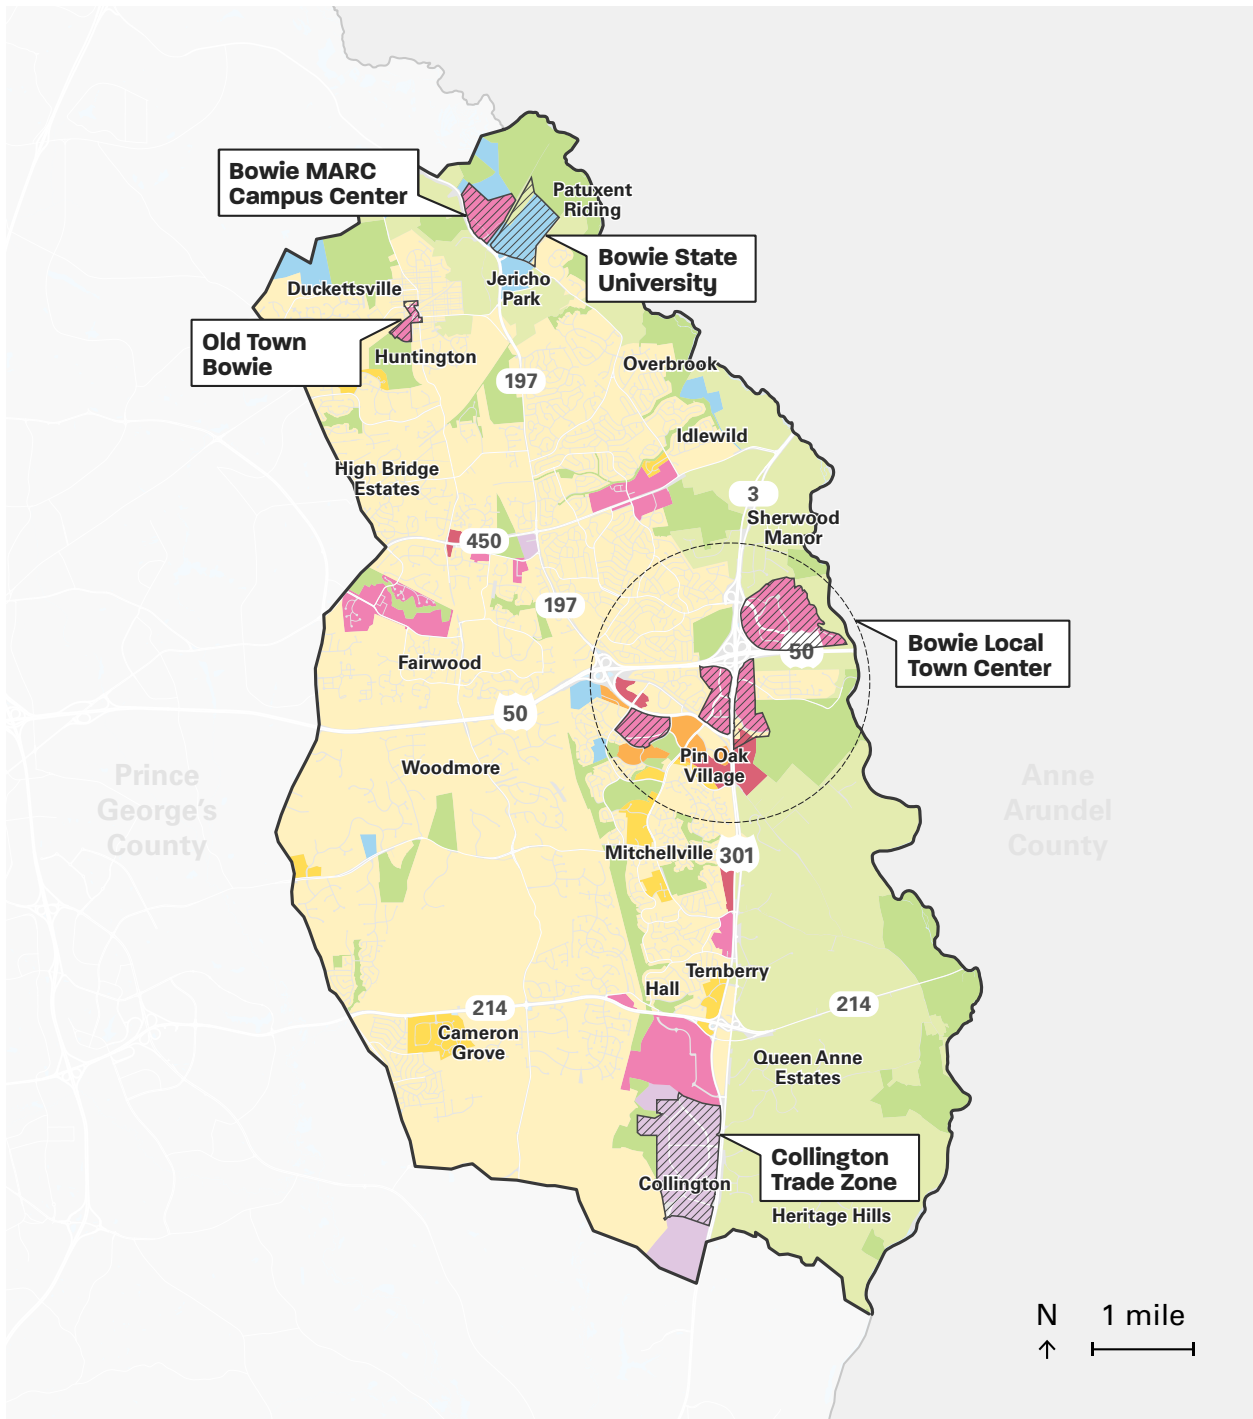 Bowie MARC
Campus Center
Patuxent
Riding
Bowie State
University
Jericho
Park
Duckettsville
Old Town
Bowie
Huntington
Overbrook
197
Idlewild
High Bridge
Estates
3
Sherwood
Manor
450
197
Bowie Local
Town Center
50
Fairwood
50
Woodmore
Pin Oak
Village
Prince
George's
County
Anne
Arundel
County
Mitchellville
301
Ternberry
Hall
214
214
Cameron
Grove
Queen Anne
Estates
Collington
Trade Zone
Collington
Heritage Hills
N
1 mile